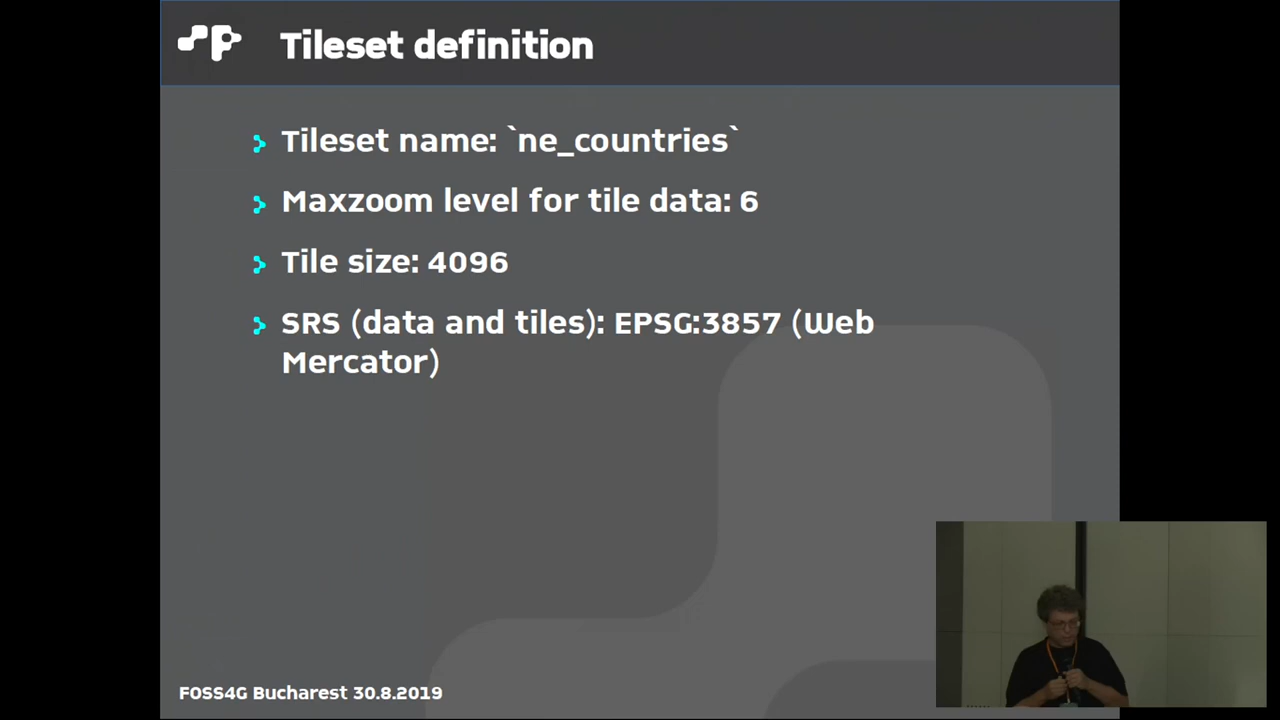 Tileset definition
Tileset name: `ne_countries`
Maxzoom level for tile data: 6
Tile size: 4096
SRS (data and tiles): EPSG:3857 (Web
Mercator)
FOSS4G Bucharest 30.8.2019